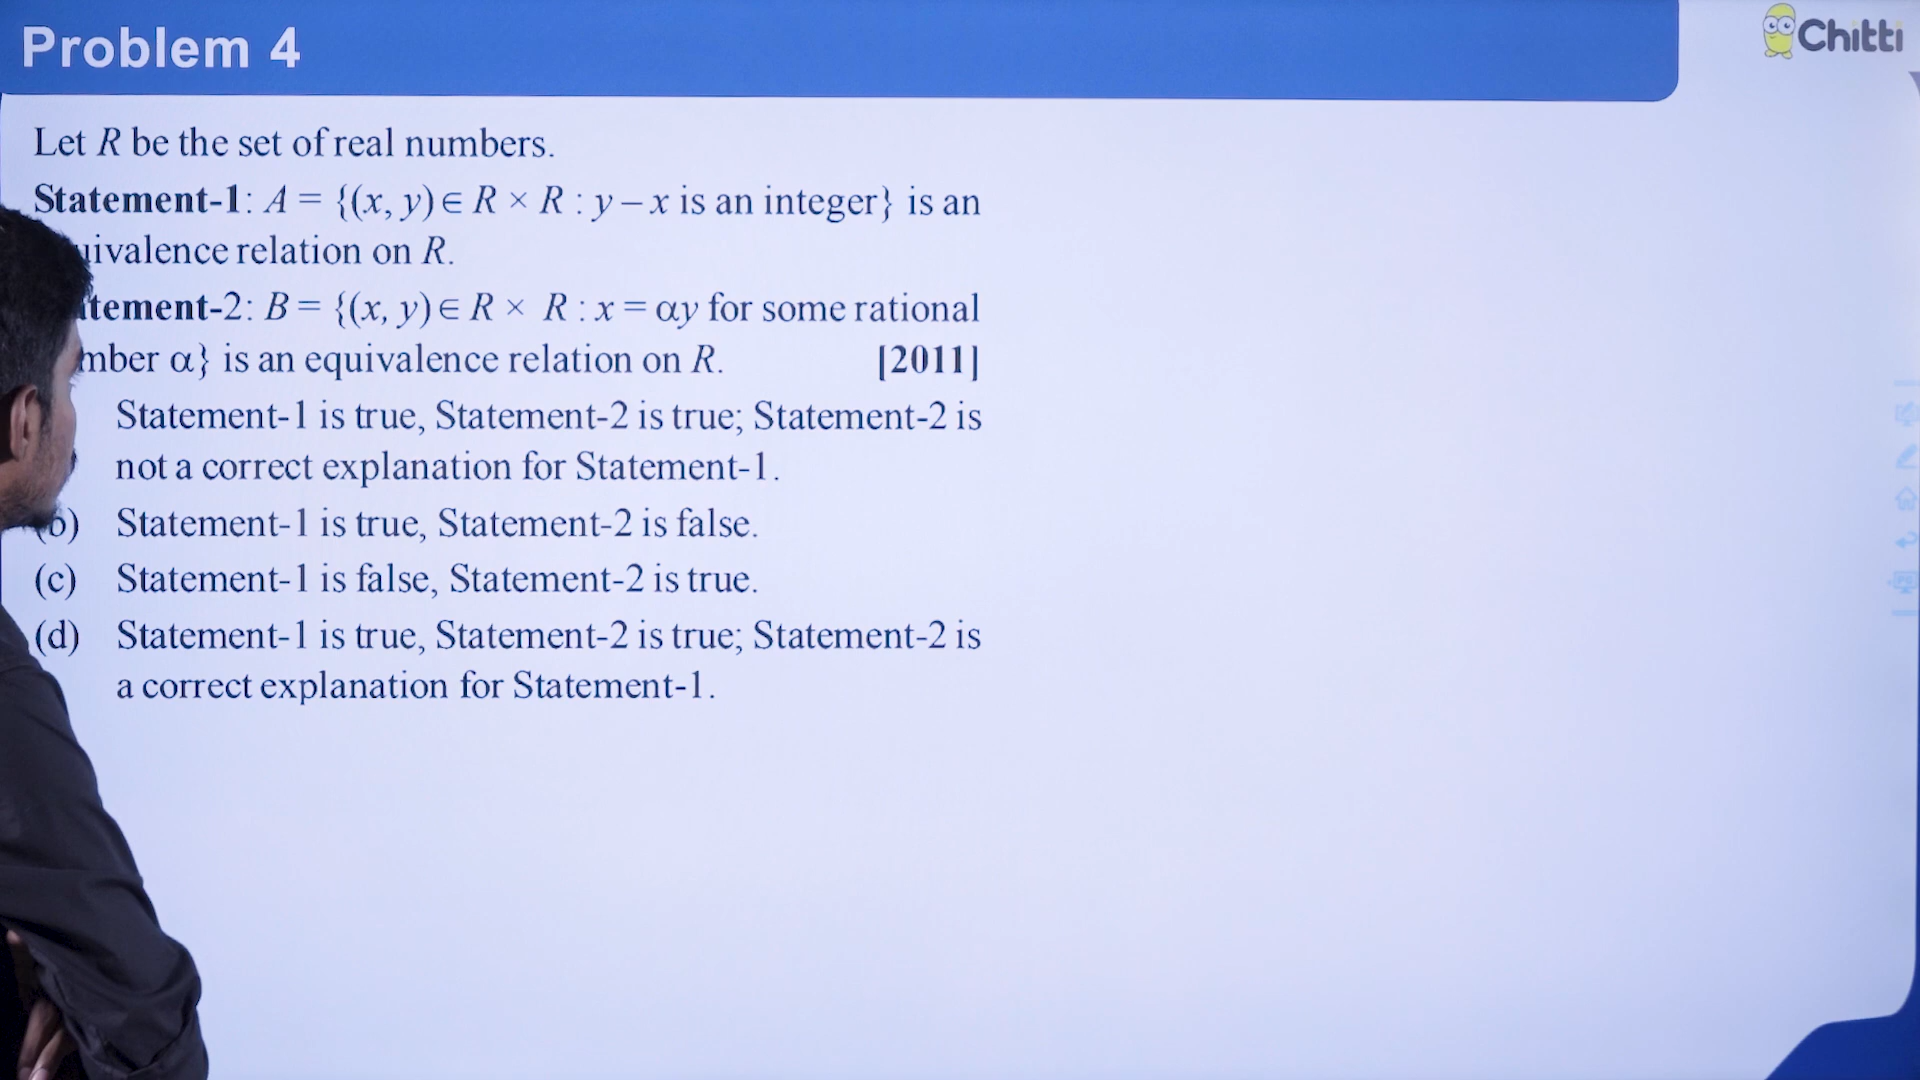 Problem 4
Chitti
Let R be the set of real numbers.
Statement-1: A = {(x, y) ∈ R × R : y – x is an integer} is an
relation on R.
B = {(x, y) ∈ R × R : x = αy for some rational
α} is an equivalence relation on R. [2011]
Statement-1 is true, Statement-2 is true; Statement-2 is
not a correct explanation for Statement-1.
Statement-1 is true, Statement-2 is false.
(c) Statement-1 is false, Statement-2 is true.
(d) Statement-1 is true, Statement-2 is true; Statement-2 is
a correct explanation for Statement-1.